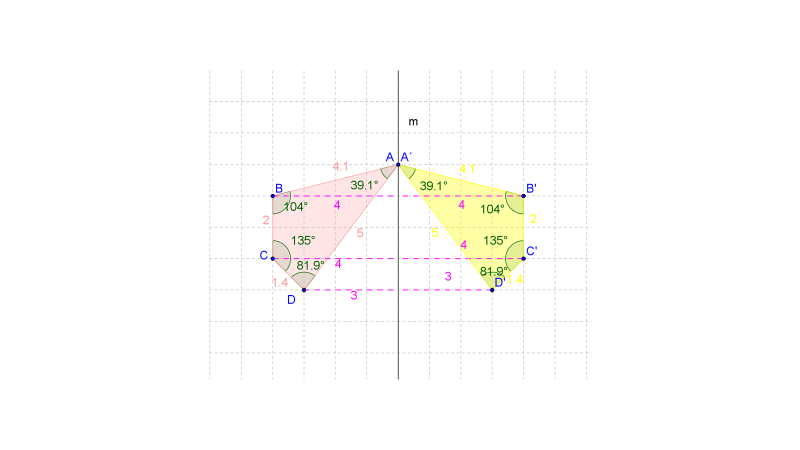 m
A A´
4.1 4.1
39.1° 39.1°
B B'
104° 4 4 104°
2 2
5 5
135° 4 135°
C C'
4
81.9° 81.9°
1.4 3 1.4
D 3 D'